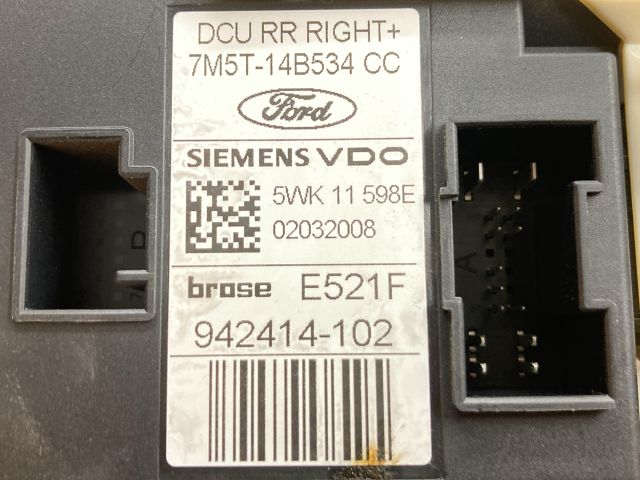 DCU RR RIGHT+
7M5T-14B534 CC
Ford
SIEMENS VDO
5WK 11 598E
02032008
brose E521F
942414-102
A